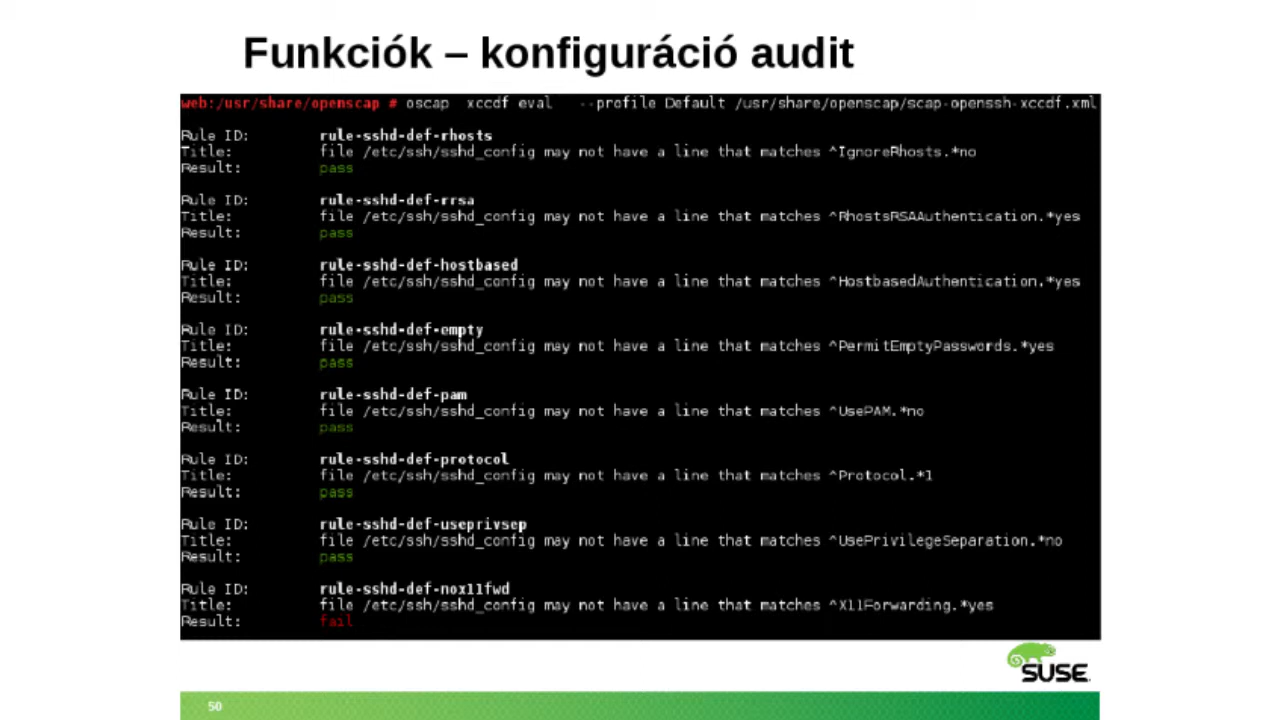 Funkciók – konfiguráció audit
web:/usr/share/openscap # oscap xccdf eval --profile Default /usr/share/openscap/scap-openssh-xccdf.xml
Rule ID: rule-sshd-def-rhosts
Title: file /etc/ssh/sshd_config may not have a line that matches ^IgnoreRhosts.*no
Result: pass
Rule ID: rule-sshd-def-rrsa
Title: file /etc/ssh/sshd_config may not have a line that matches ^RhostsRSAAuthentication.*yes
Result: pass
Rule ID: rule-sshd-def-hostbased
Title: file /etc/ssh/sshd_config may not have a line that matches ^HostbasedAuthentication.*yes
Result: pass
Rule ID: rule-sshd-def-empty
Title: file /etc/ssh/sshd_config may not have a line that matches ^PermitEmptyPasswords.*yes
Result: pass
Rule ID: rule-sshd-def-pam
Title: file /etc/ssh/sshd_config may not have a line that matches ^UsePAM.*no
Result: pass
Rule ID: rule-sshd-def-protocol
Title: file /etc/ssh/sshd_config may not have a line that matches ^Protocol.*1
Result: pass
Rule ID: rule-sshd-def-useprivsep
Title: file /etc/ssh/sshd_config may not have a line that matches ^UsePrivilegeSeparation.*no
Result: pass
Rule ID: rule-sshd-def-nox11fwd
Title: file /etc/ssh/sshd_config may not have a line that matches ^X11Forwarding.*yes
Result: fail
SUSE
50